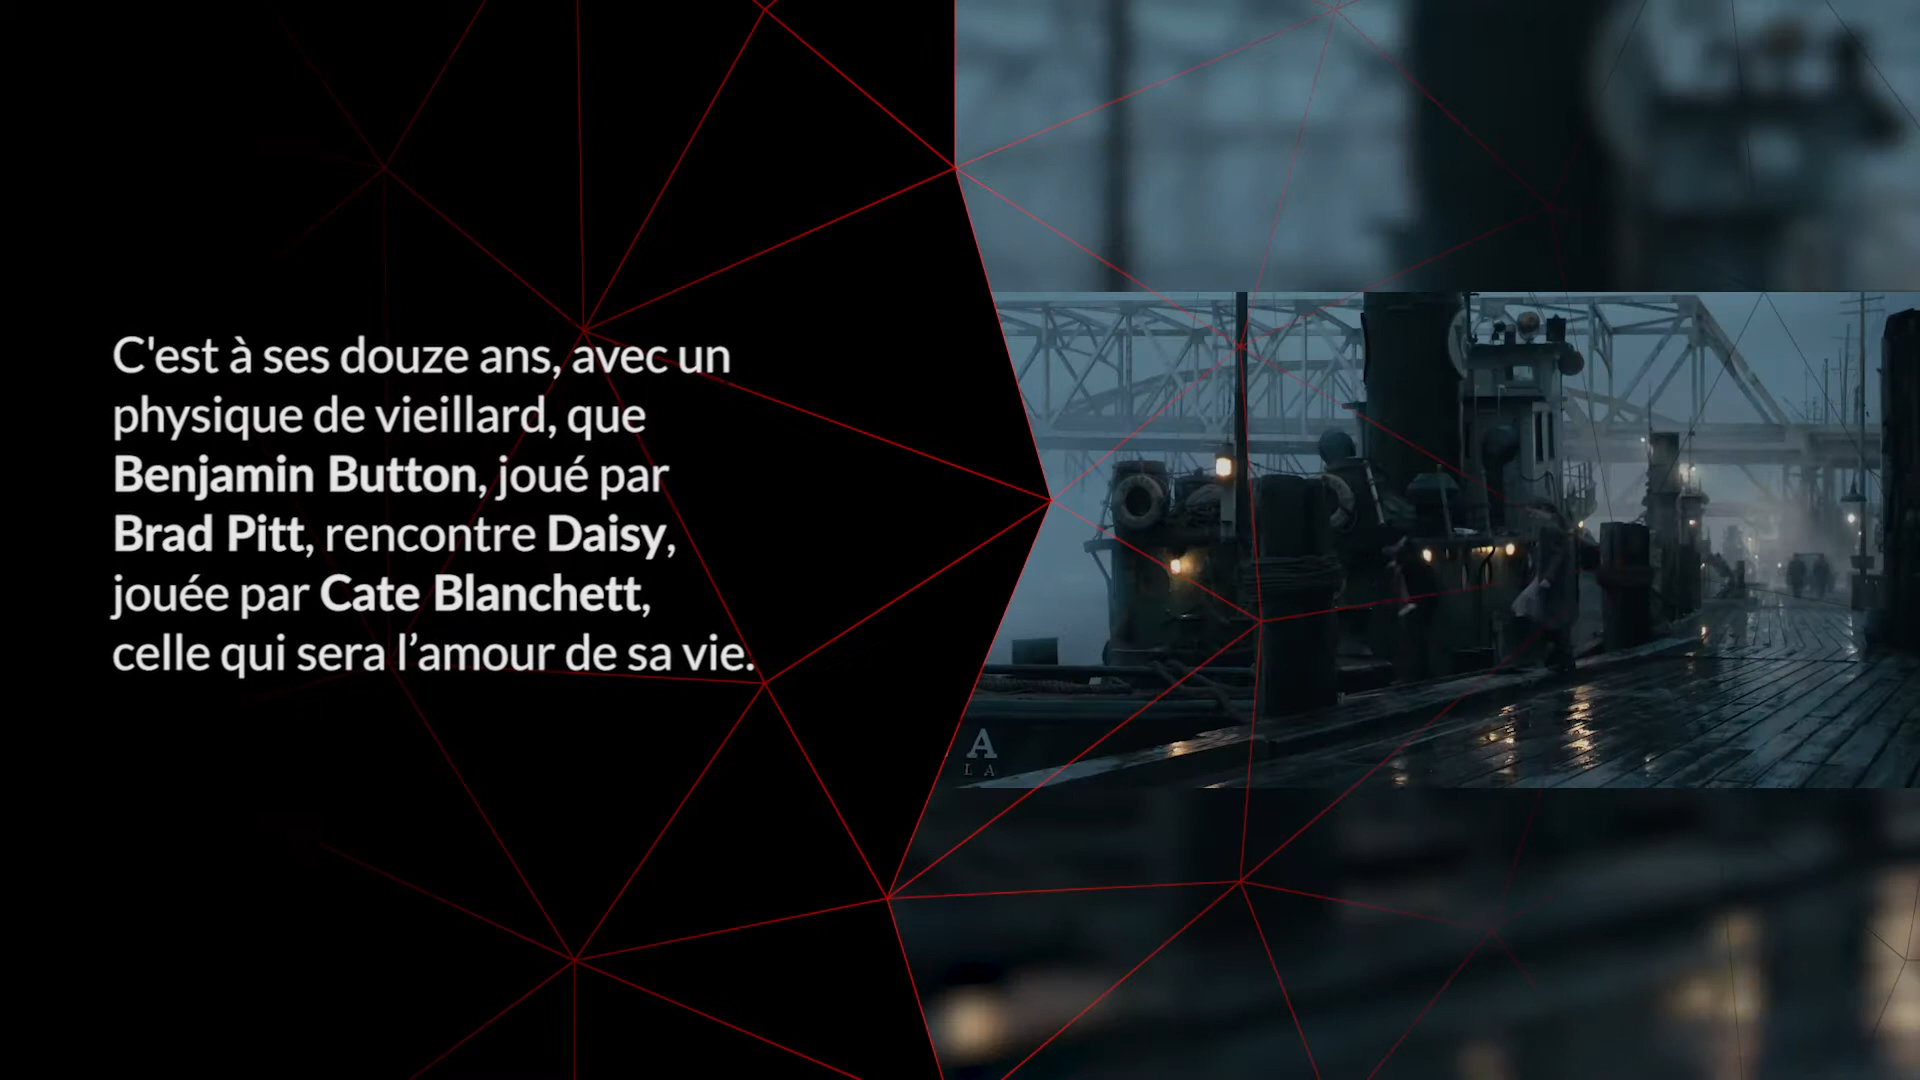 C'est à ses douze ans, avec un
physique de vieillard, que
Benjamin Button, joué par
Brad Pitt, rencontre Daisy,
jouée par Cate Blanchett,
celle qui sera l’amour de sa vie.
A
L A